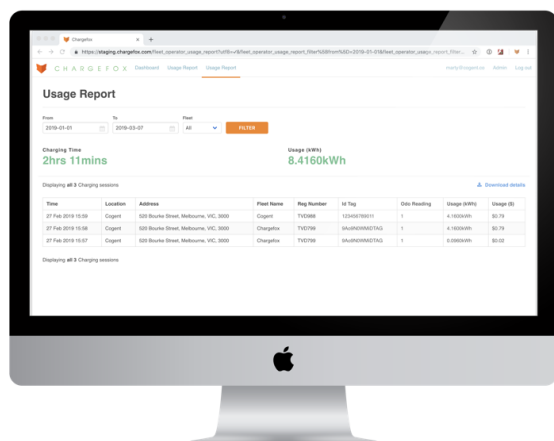 Chargefox
https://staging.chargefox.com/fleet_operator_usage_report?utf8=✓&fleet_operator_usage_report_filter%5Bfrom%5D=2019-01-01&fleet_operator_usage_report_filter...
CHARGEFOX Dashboard Usage Report Usage Report Admin Log out
Usage Report
From To Fleet
2019-01-01 2019-03-07 All FILTER
Charging Time Usage (kWh)
2hrs 11mins 8.4160kWh
Displaying all 3 Charging sessions Download details
Time Location Address Fleet Name Reg Number Id Tag Odo Reading Usage (kWh) Usage ($)
27 Feb 2019 15:59 Cogent 520 Bourke Street, Melbourne, VIC, 3000 Cogent TVD988 123456789011 1 4.1600kWh $0.79
27 Feb 2019 15:58 Cogent 520 Bourke Street, Melbourne, VIC, 3000 Chargefox TVD799 1 4.1600kWh $0.79
27 Feb 2019 15:57 Cogent 520 Bourke Street, Melbourne, VIC, 3000 Chargefox TVD799 1 0.0960kWh $0.02
Displaying all 3 Charging sessions